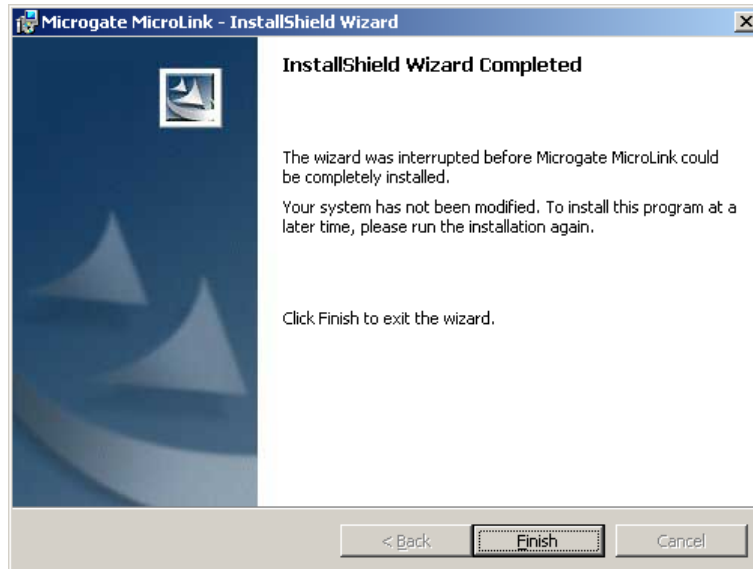 Microgate MicroLink - InstallShield Wizard
InstallShield Wizard Completed
The wizard was interrupted before Microgate MicroLink could
be completely installed.
Your system has not been modified. To install this program at a
later time, please run the installation again.
Click Finish to exit the wizard.
< Back
Finish
Cancel